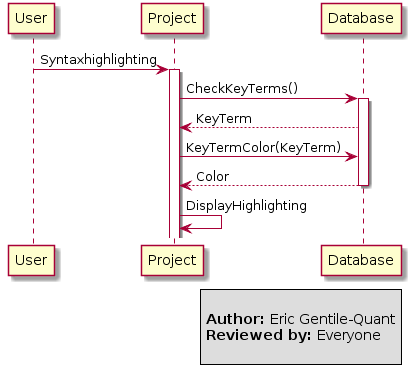 User Project Database
Syntaxhighlighting
CheckKeyTerms()
KeyTerm
KeyTermColor(KeyTerm)
Color
DisplayHighlighting
User Project Database
Author: Eric Gentile-Quant
Reviewed by: Everyone